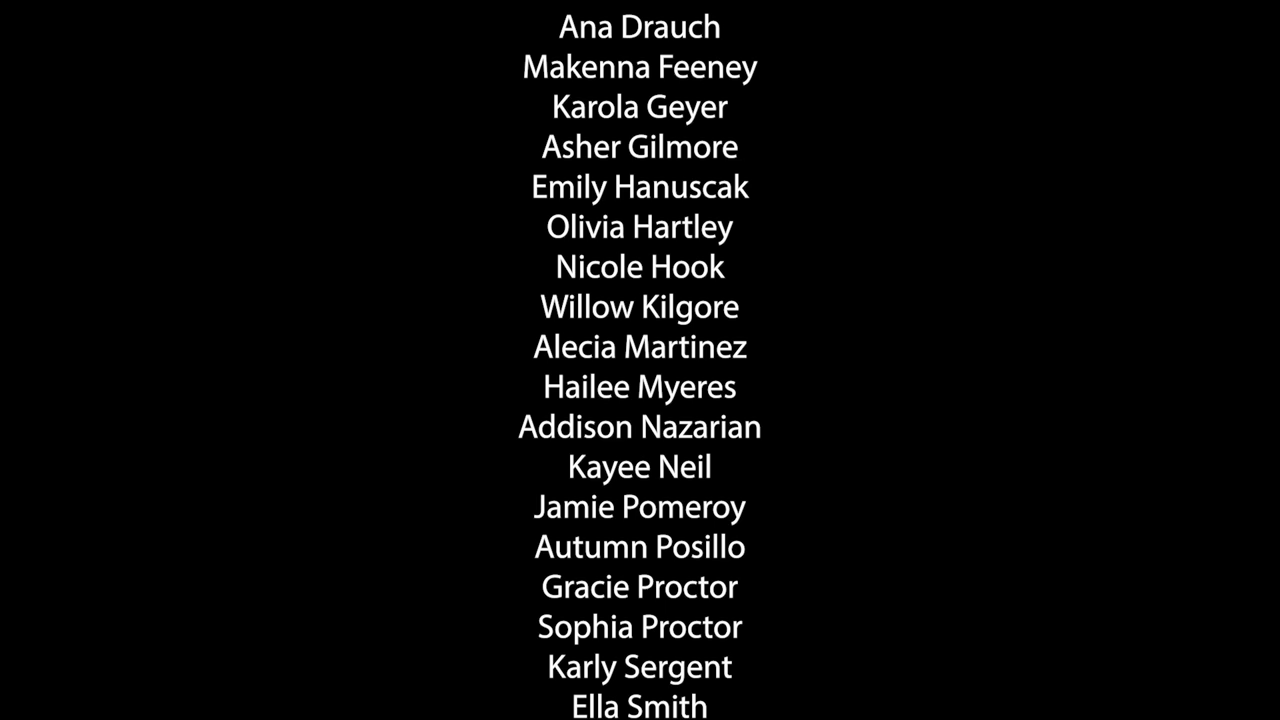 Ana Drauch
Makenna Feeney
Karola Geyer
Asher Gilmore
Emily Hanuscak
Olivia Hartley
Nicole Hook
Willow Kilgore
Alecia Martinez
Hailee Myeres
Addison Nazarian
Kayee Neil
Jamie Pomeroy
Autumn Posillo
Gracie Proctor
Sophia Proctor
Karly Sergent
Ella Smith